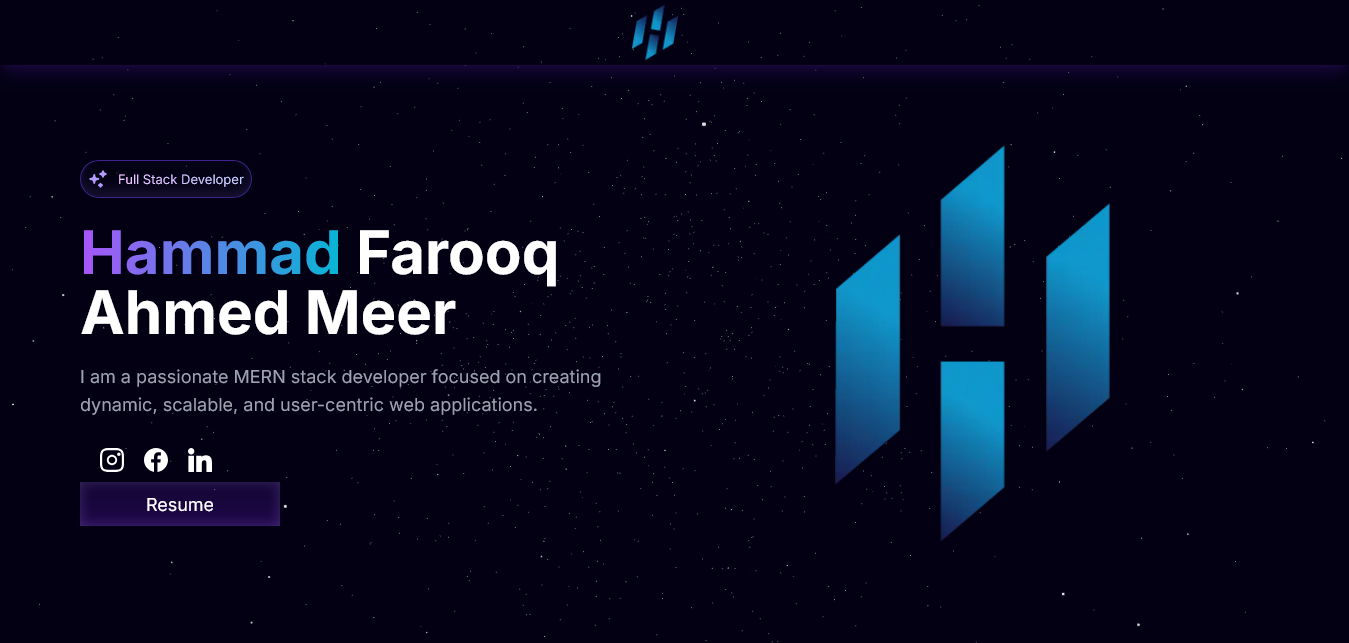 Full Stack Developer
Hammad Farooq
Ahmed Meer
I am a passionate MERN stack developer focused on creating
dynamic, scalable, and user-centric web applications.
Resume